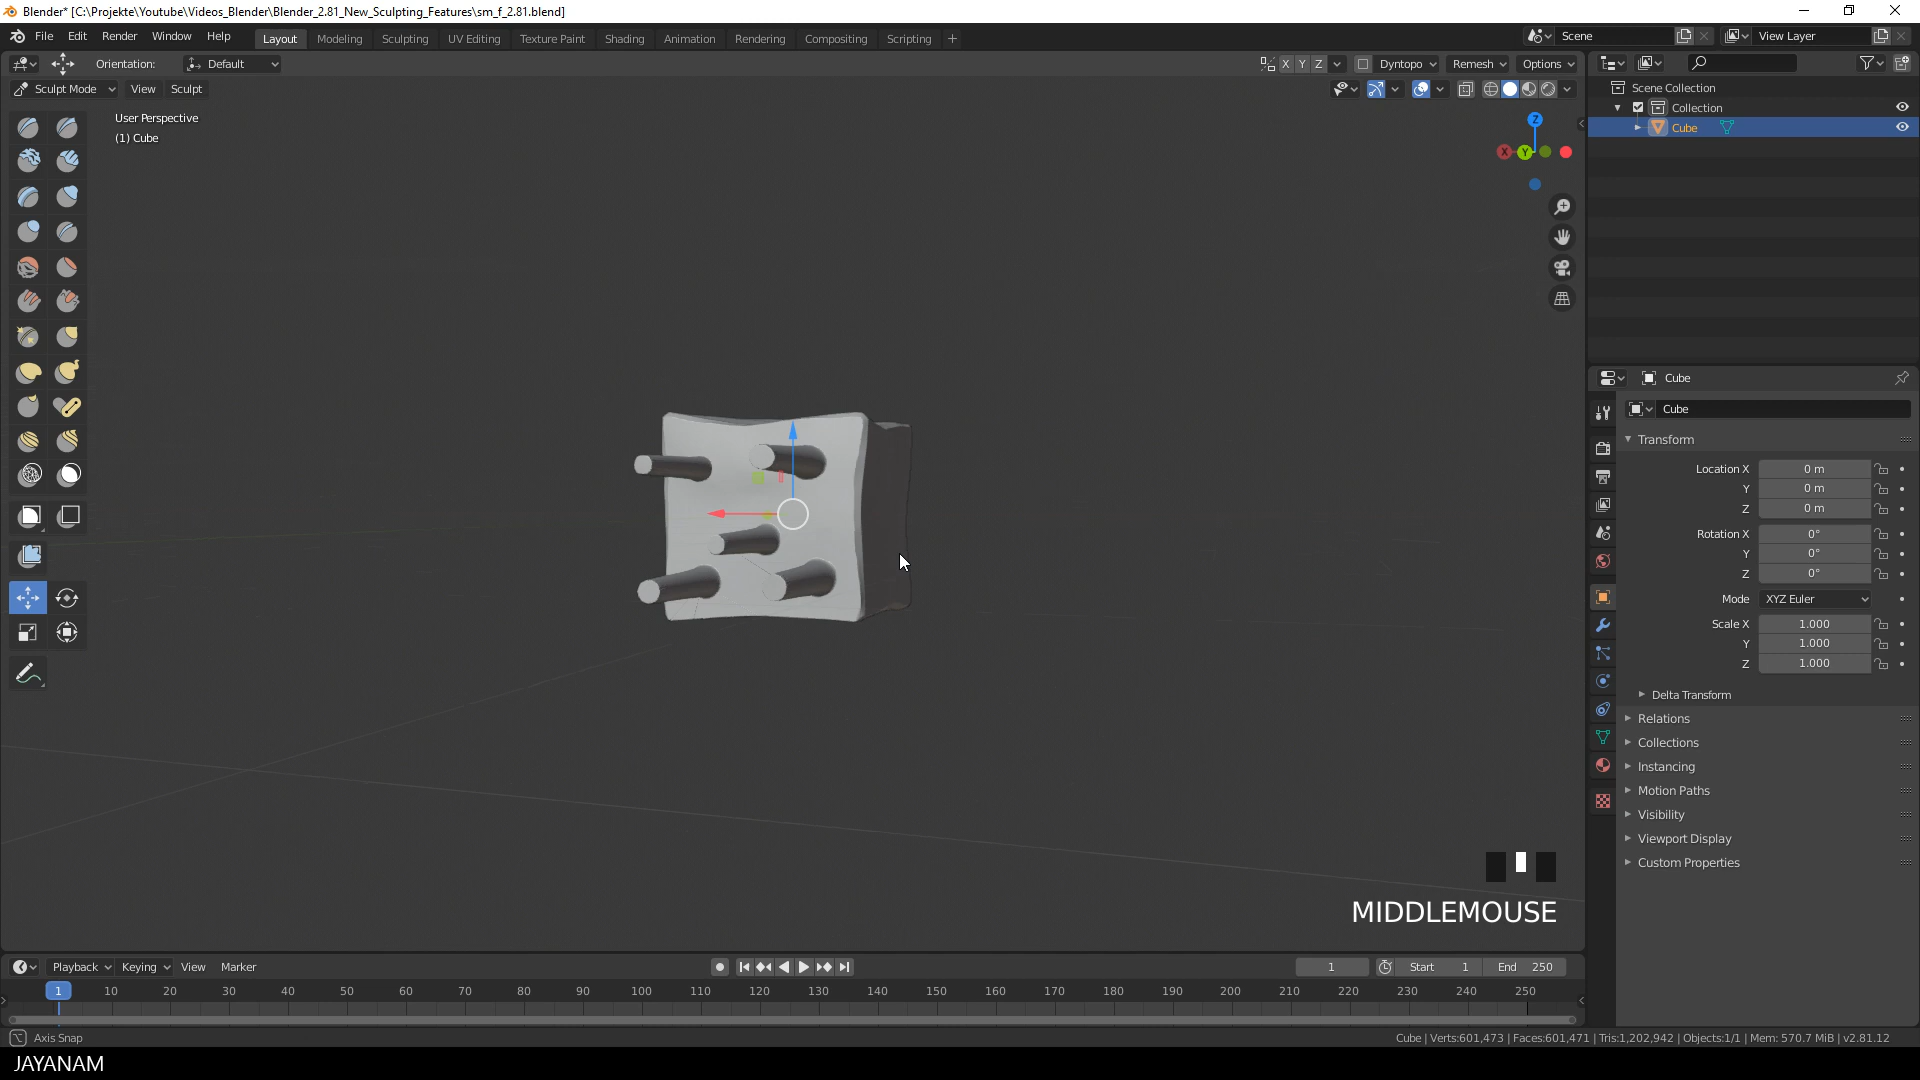 Blender* [C:\Projekte\Youtube\Videos_Blender\Blender_2.81_New_Sculpting_Features\sm_f_2.81.blend]
File Edit Render Window Help Layout Modeling Sculpting UV Editing Texture Paint Shading Animation Rendering Compositing Scripting + Scene View Layer
Orientation: Default X Y Z Dyntopo Remesh Options
Sculpt Mode View Sculpt
User Perspective
(1) Cube
Z
X Y
Scene Collection
Collection
Cube
Cube
Cube
Transform
Location X 0 m
Y 0 m
Z 0 m
Rotation X 0°
Y 0°
Z 0°
Mode XYZ Euler
Scale X 1.000
Y 1.000
Z 1.000
Delta Transform
Relations
Collections
Instancing
Motion Paths
Visibility
Viewport Display
Custom Properties
MIDDLEMOUSE
Playback Keying View Marker 1 Start 1 End 250
1 10 20 30 40 50 60 70 80 90 100 110 120 130 140 150 160 170 180 190 200 210 220 230 240 250
Axis Snap Cube | Verts:601,473 | Faces:601,471 | Tris:1,202,942 | Objects:1/1 | Mem: 570.7 MiB | v2.81.12
JAYANAM